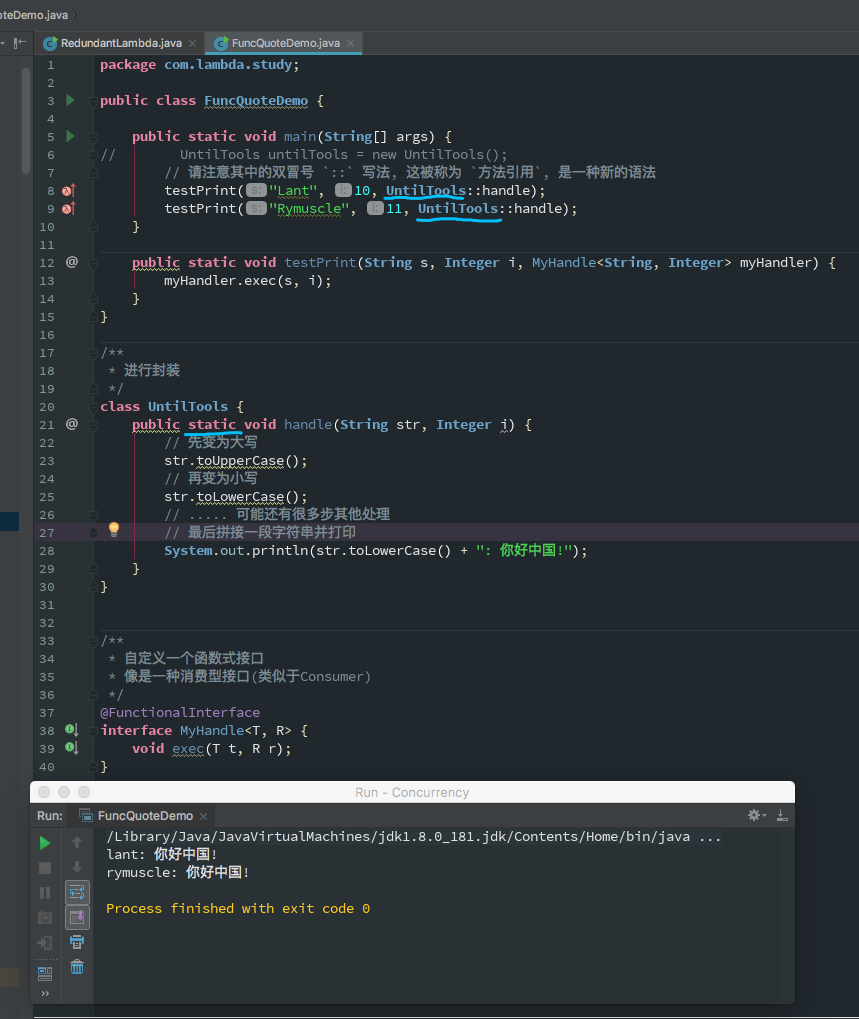 oteDemo.java
RedundantLambda.java
FuncQuoteDemo.java
1 package com.lambda.study;
2
3 public class FuncQuoteDemo {
4
5 public static void main(String[] args) {
6 // UntilTools untilTools = new UntilTools();
7 // 请注意其中的双冒号 `::` 写法, 这被称为 `方法引用`, 是一种新的语法
8 testPrint( s: "Lant", i: 10, UntilTools::handle);
9 testPrint( s: "Rymuscle", i: 11, UntilTools::handle);
10 }
11
12 @ public static void testPrint(String s, Integer i, MyHandle<String, Integer> myHandler) {
13 myHandler.exec(s, i);
14 }
15 }
16
17 /**
18 * 进行封装
19 */
20 class UntilTools {
21 @ public static void handle(String str, Integer i) {
22 // 先变为大写
23 str.toUpperCase();
24 // 再变为小写
25 str.toLowerCase();
26 // ..... 可能还有很多步其他处理
27 // 最后拼接一段字符串并打印
28 System.out.println(str.toLowerCase() + ": 你好中国!");
29 }
30 }
31
32
33 /**
34 * 自定义一个函数式接口
35 * 像是一种消费型接口(类似于Consumer)
36 */
37 @FunctionalInterface
38 interface MyHandle<T, R> {
39 void exec(T t, R r);
40 }
Run - Concurrency
Run: FuncQuoteDemo
/Library/Java/JavaVirtualMachines/jdk1.8.0_181.jdk/Contents/Home/bin/java ...
lant: 你好中国!
rymuscle: 你好中国!
Process finished with exit code 0